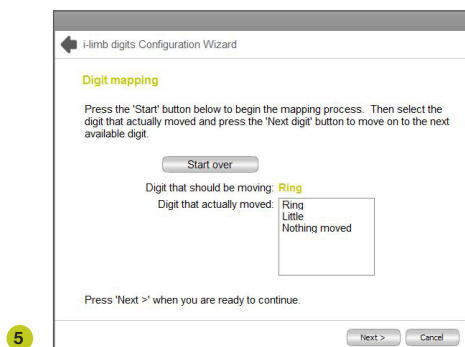 i-limb digits Configuration Wizard
Digit mapping
Press the 'Start' button below to begin the mapping process. Then select the
digit that actually moved and press the 'Next digit' button to move on to the next
available digit.
Start over
Digit that should be moving: Ring
Digit that actually moved: Ring
Little
Nothing moved
Press 'Next >' when you are ready to continue.
5
Next >
Cancel